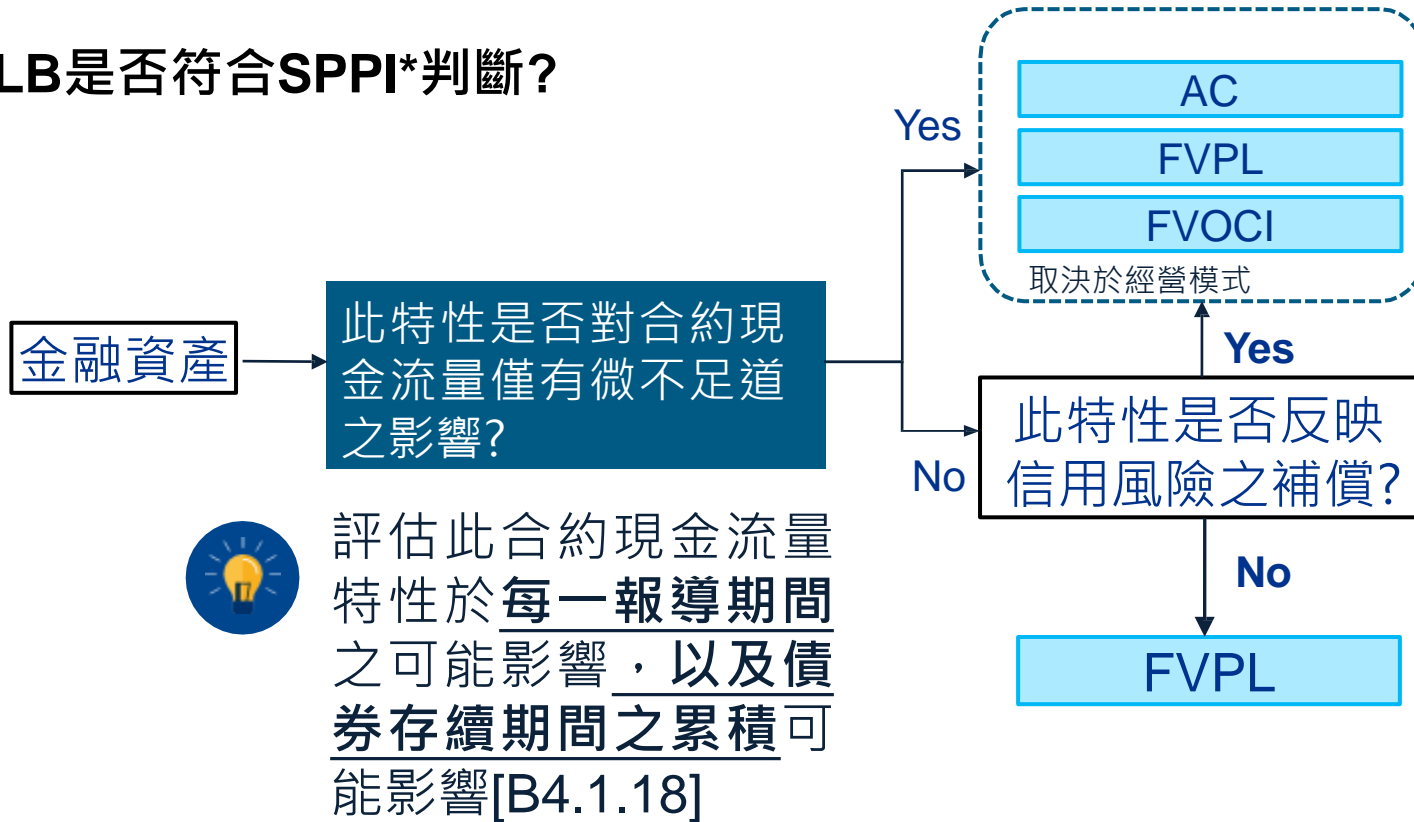 LB是否符合SPPI*判斷?
Yes
AC
FVPL
FVOCI
取決於經營模式
金融資產
此特性是否對合約現
金流量僅有微不足道
之影響?
Yes
No
此特性是否反映
信用風險之補償?
No
FVPL
評估此合約現金流量
特性於每一報導期間
之可能影響，以及債
券存續期間之累積可
能影響[B4.1.18]